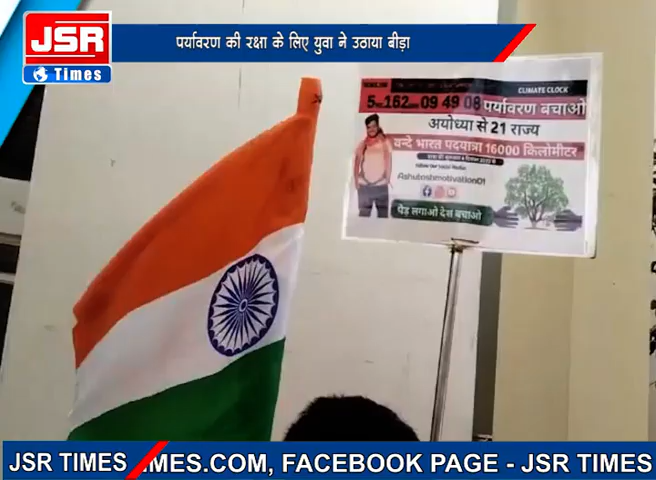 JSR
Times
पर्यावरण की रक्षा के लिए युवा ने उठाया बीड़ा
CLIMATE CLOCK
5 162 09 49 08 पर्यावरण बचाओ
अयोध्या से 21 राज्य
वन्दे भारत पदयात्रा 16000 किलोमीटर
Ashutoshmotivation01
पेड़ लगाओ देश बचाओ
JSR TIMES
IMES.COM, FACEBOOK PAGE - JSR TIMES